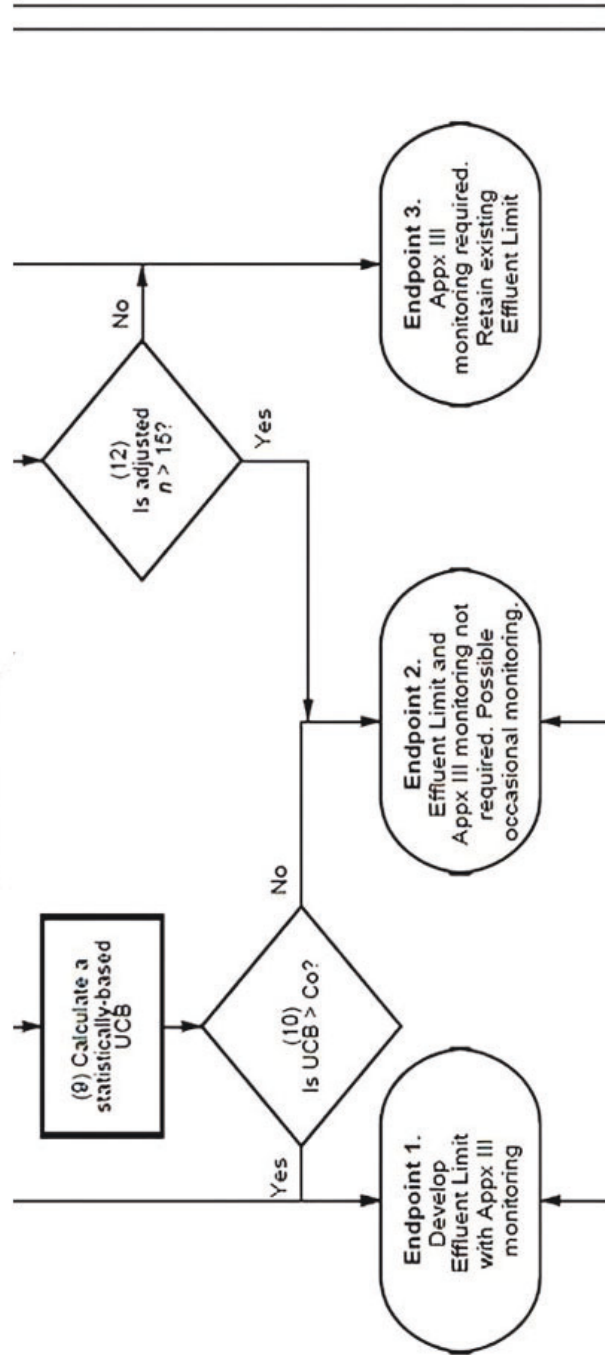 (9) Calculate a
statistically-based
UCB
(10)
Is UCB > Co?
Yes
No
(12)
Is adjusted
n > 15?
No
Yes
Endpoint 1.
Develop
Effluent Limit
with Appx III
monitoring
Endpoint 2.
Effluent Limit and
Appx III monitoring not
required. Possible
occasional monitoring.
Endpoint 3.
Appx III
monitoring required.
Retain existing
Effluent Limit